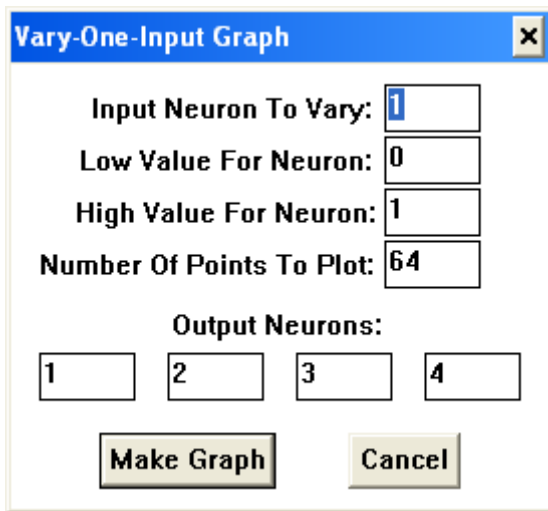 Vary-One-Input Graph
Input Neuron To Vary: 1
Low Value For Neuron: 0
High Value For Neuron: 1
Number Of Points To Plot: 64
Output Neurons:
1 2 3 4
Make Graph Cancel